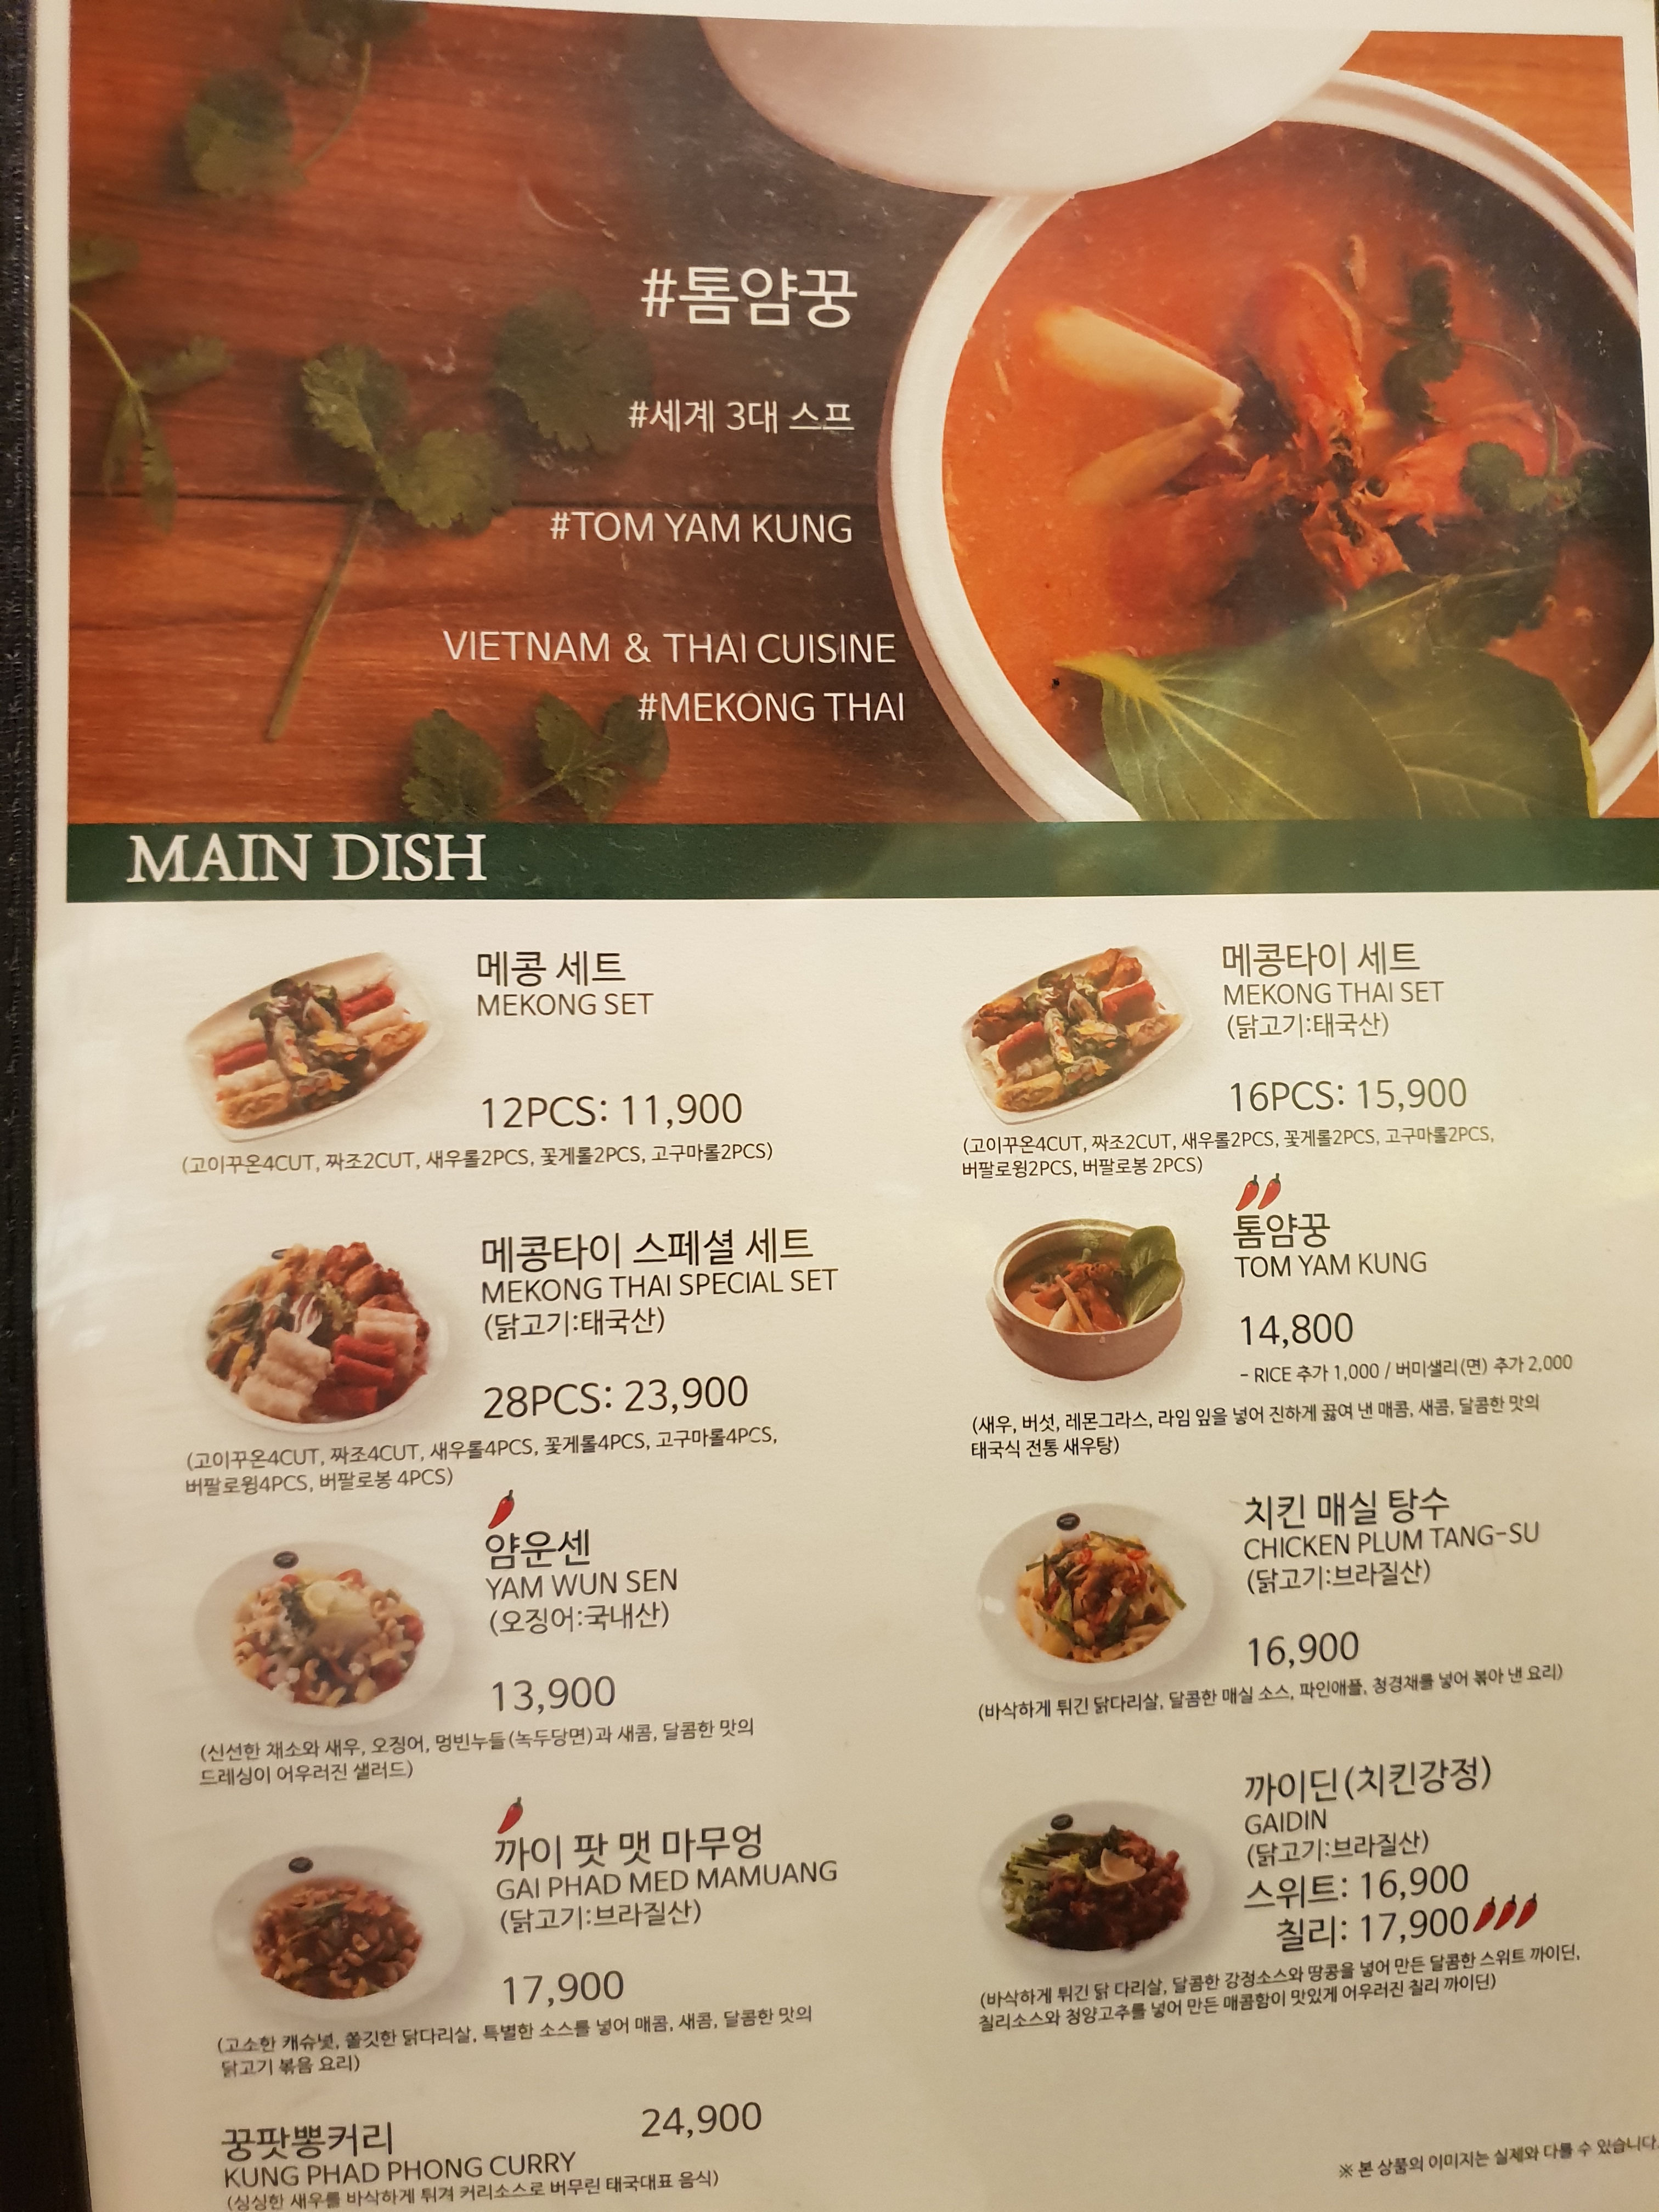 #톰얌꿍
#세계 3대 스프
#TOM YAM KUNG
VIETNAM & THAI CUISINE
#MEKONG THAI
MAIN DISH
메콩 세트
MEKONG SET
12PCS: 11,900
(고이꾸온4CUT, 짜조2CUT, 새우롤2PCS, 꽃게롤2PCS, 고구마롤2PCS)
메콩타이 세트
MEKONG THAI SET
(닭고기:태국산)
16PCS: 15,900
(고이꾸온4CUT, 짜조2CUT, 새우롤2PCS, 꽃게롤2PCS, 고구마롤2PCS,
버팔로윙2PCS, 버팔로봉 2PCS)
메콩타이 스페셜 세트
MEKONG THAI SPECIAL SET
(닭고기:태국산)
28PCS: 23,900
(고이꾸온4CUT, 짜조4CUT, 새우롤4PCS, 꽃게롤4PCS, 고구마롤4PCS,
버팔로윙4PCS, 버팔로봉 4PCS)
톰얌꿍
TOM YAM KUNG
14,800
- RICE 추가 1,000 / 버미샐리(면) 추가 2,000
(새우, 버섯, 레몬그라스, 라임 잎을 넣어 진하게 끓여 낸 매콤, 새콤, 달콤한 맛의
태국식 전통 새우탕)
얌운센
YAM WUN SEN
(오징어:국내산)
13,900
(신선한 채소와 새우, 오징어, 멍빈누들(녹두당면)과 새콤, 달콤한 맛의
드레싱이 어우러진 샐러드)
치킨 매실 탕수
CHICKEN PLUM TANG-SU
(닭고기:브라질산)
16,900
(바삭하게 튀긴 닭다리살, 달콤한 매실 소스, 파인애플, 청경채를 넣어 볶아 낸 요리)
까이 팟 맷 마무엉
GAI PHAD MED MAMUANG
(닭고기:브라질산)
17,900
(고소한 캐슈넛, 쫄깃한 닭다리살, 특별한 소스를 넣어 매콤, 새콤, 달콤한 맛의
닭고기 볶음 요리)
까이딘(치킨강정)
GAIDIN
(닭고기:브라질산)
스위트: 16,900
칠리: 17,900
(바삭하게 튀긴 닭 다리살, 달콤한 강정소스와 땅콩을 넣어 만든 달콤한 스위트 까이딘,
칠리소스와 청양고추를 넣어 만든 매콤함이 맛있게 어우러진 칠리 까이딘)
꿍팟뽕커리 24,900
KUNG PHAD PHONG CURRY
(싱싱한 새우를 바삭하게 튀겨 커리소스로 버무린 태국대표 음식)
※ 본 상품의 이미지는 실제와 다를 수 있습니다.